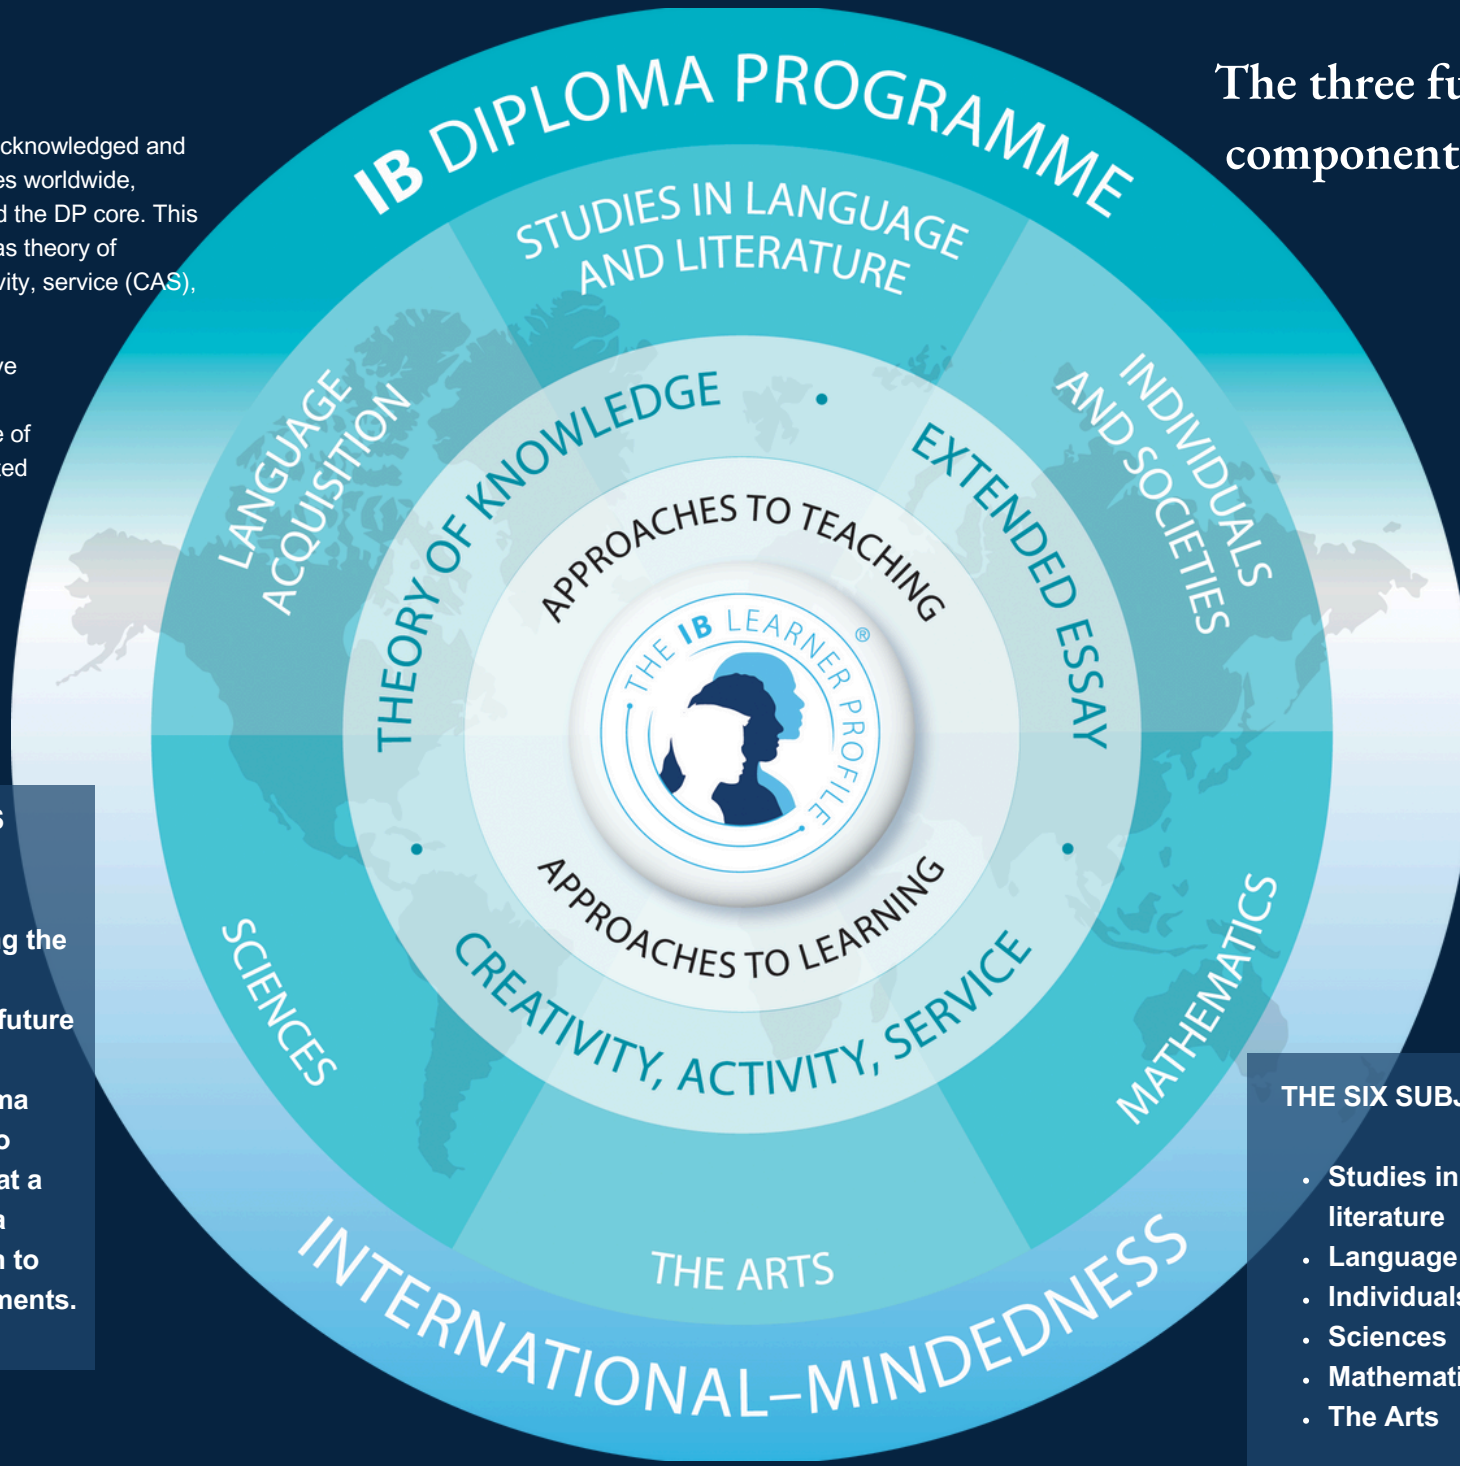 cknowledged and
es worldwide,
d the DP core. This
as theory of
vity, service (CAS),
ve
e of
ted
S
g the
future
ma
o
at a
a
n to
ments.
IB DIPLOMA PROGRAMME
STUDIES IN LANGUAGE
AND LITERATURE
LANGUAGE
ACQUISITION
INDIVIDUALS
AND SOCIETIES
THEORY OF KNOWLEDGE
•
EXTENDED ESSAY
APPROACHES TO TEACHING
THE IB LEARNER PROFILE ®
APPROACHES TO LEARNING
• CREATIVITY, ACTIVITY, SERVICE •
SCIENCES
MATHEMATICS
THE ARTS
INTERNATIONAL–MINDEDNESS
The three fu
component
THE SIX SUBJ
• Studies in
literature
• Language
• Individuals
• Sciences
• Mathemati
• The Arts